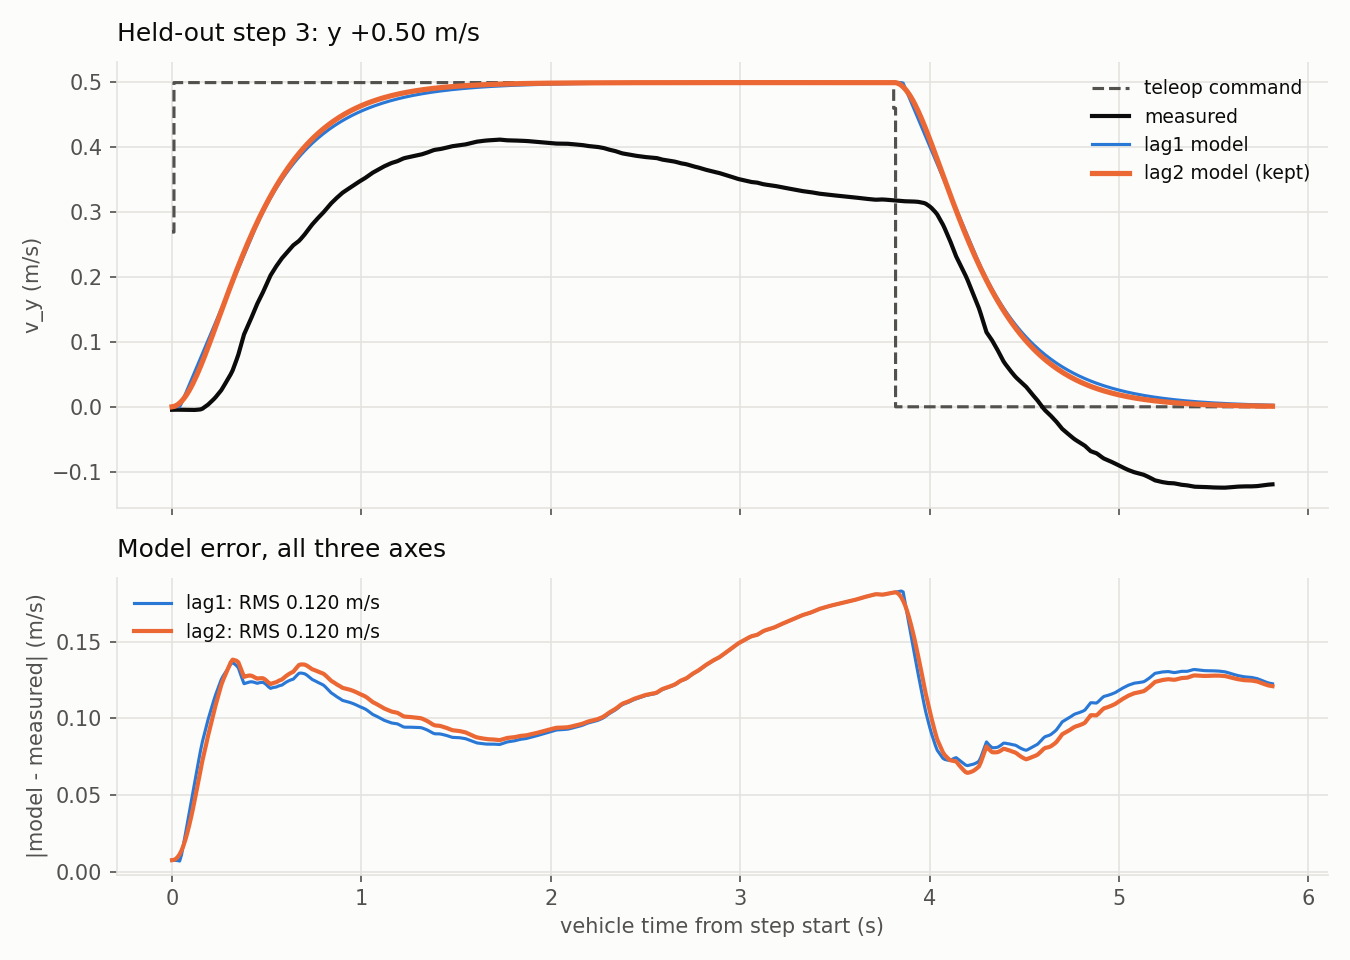 Held-out step 3: y +0.50 m/s
v_y (m/s)
0.5
0.4
0.3
0.2
0.1
0.0
−0.1
teleop command
measured
lag1 model
lag2 model (kept)
Model error, all three axes
|model - measured| (m/s)
0.15
0.10
0.05
0.00
lag1: RMS 0.120 m/s
lag2: RMS 0.120 m/s
0 1 2 3 4 5 6
vehicle time from step start (s)